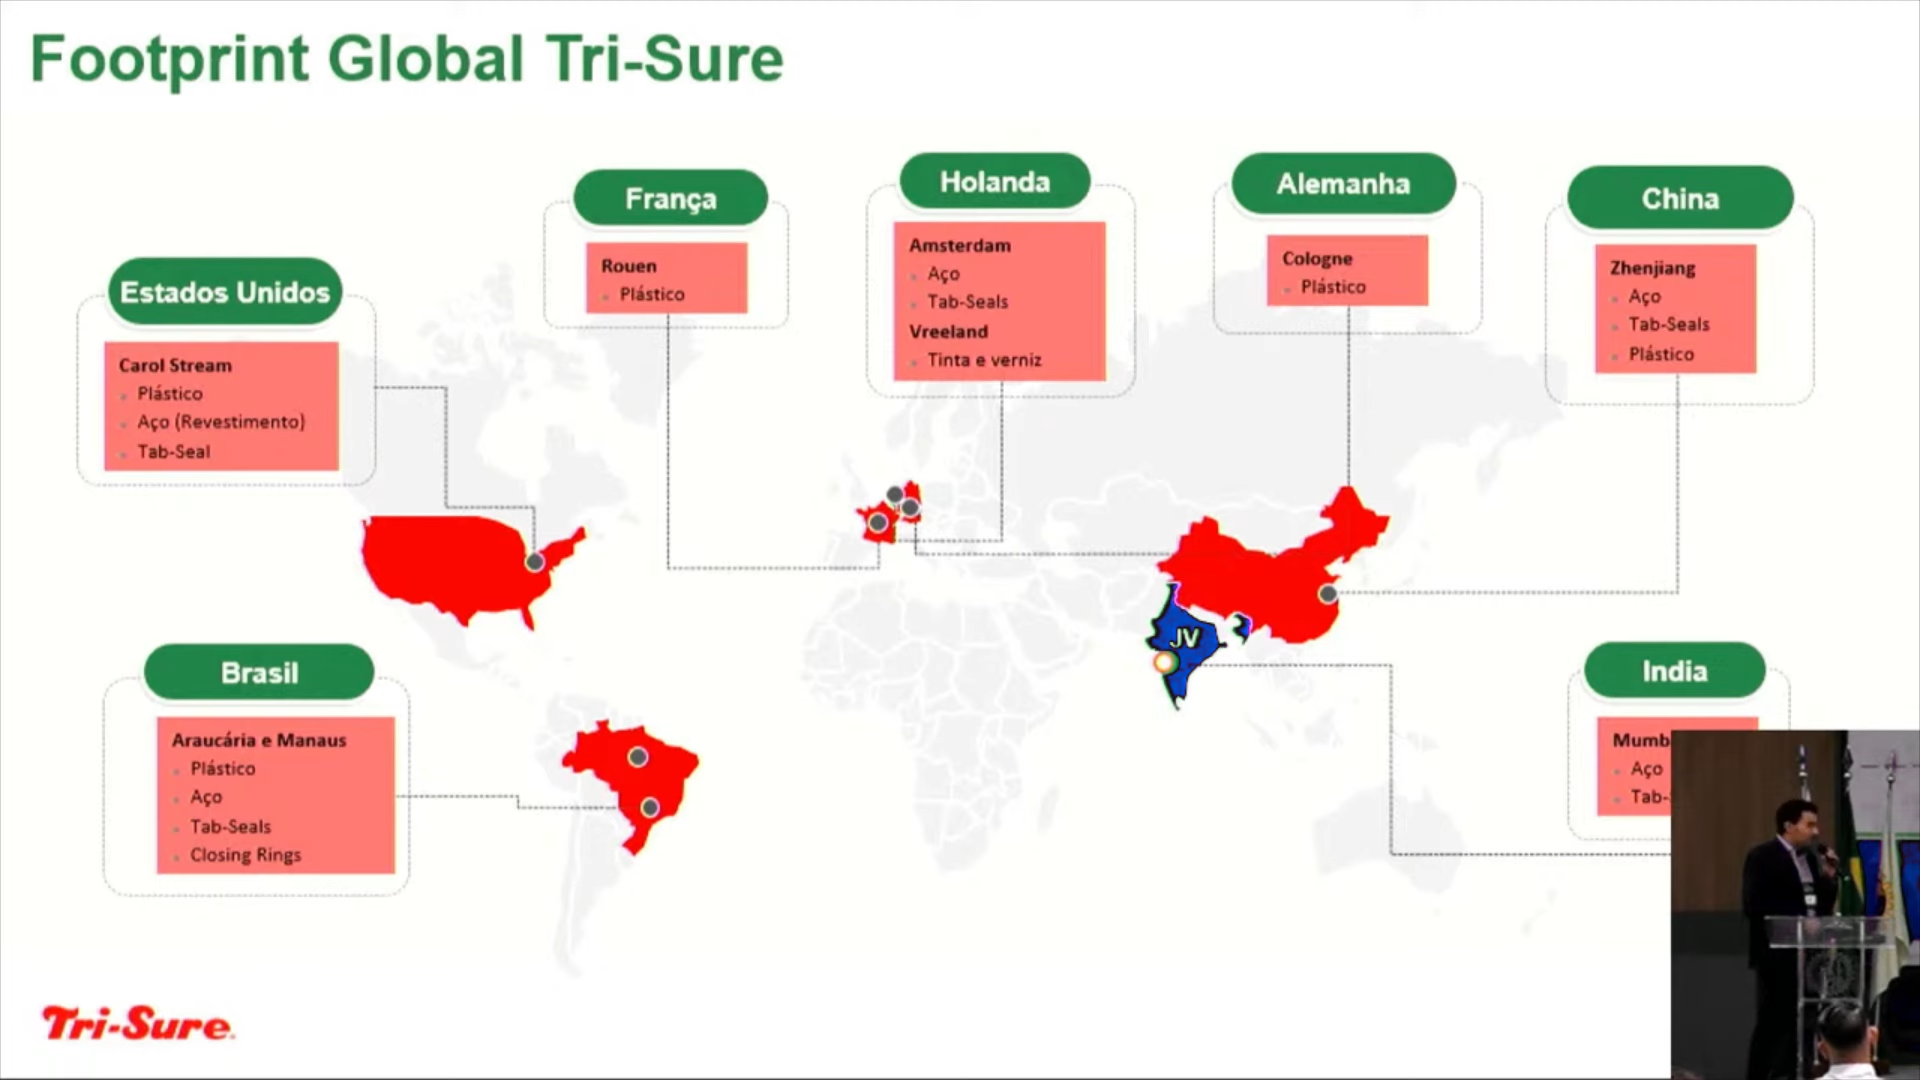 Footprint Global Tri-Sure
Estados Unidos
Carol Stream
Plástico
Aço (Revestimento)
Tab-Seal
França
Rouen
Plástico
Holanda
Amsterdam
Aço
Tab-Seals
Vreeland
Tinta e verniz
Alemanha
Cologne
Plástico
China
Zhenjiang
Aço
Tab-Seals
Plástico
JV
Brasil
Araucária e Manaus
Plástico
Aço
Tab-Seals
Closing Rings
India
Mumb
Aço
Tab-
Tri-Sure